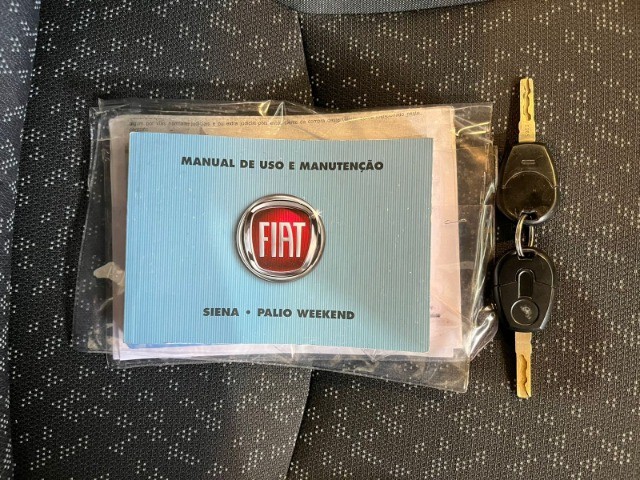 MANUAL DE USO E MANUTENÇÃO
FIAT
SIENA • PALIO WEEKEND